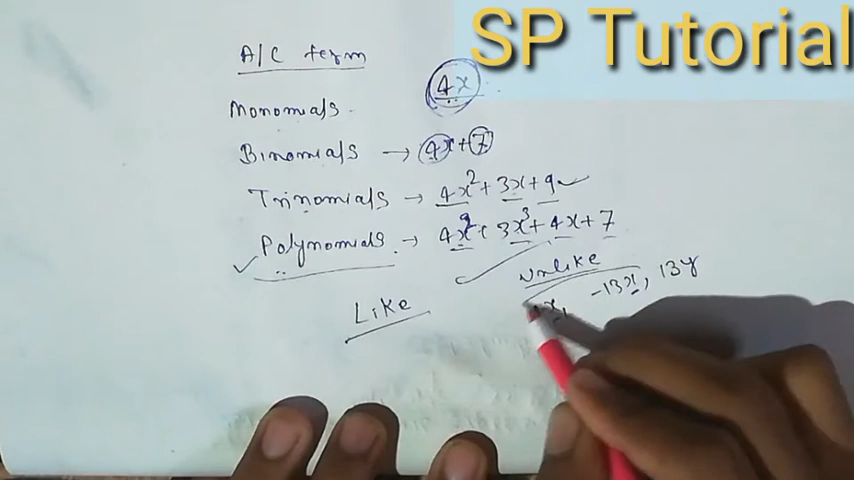 SP Tutorial
A/C term
Monomials 4x
Binomials → 4x+7
Trinomials → 4x²+3x+9
Polynomials → 4x⁹+3x³+4x+7
Like Unlike
-13x, 13y